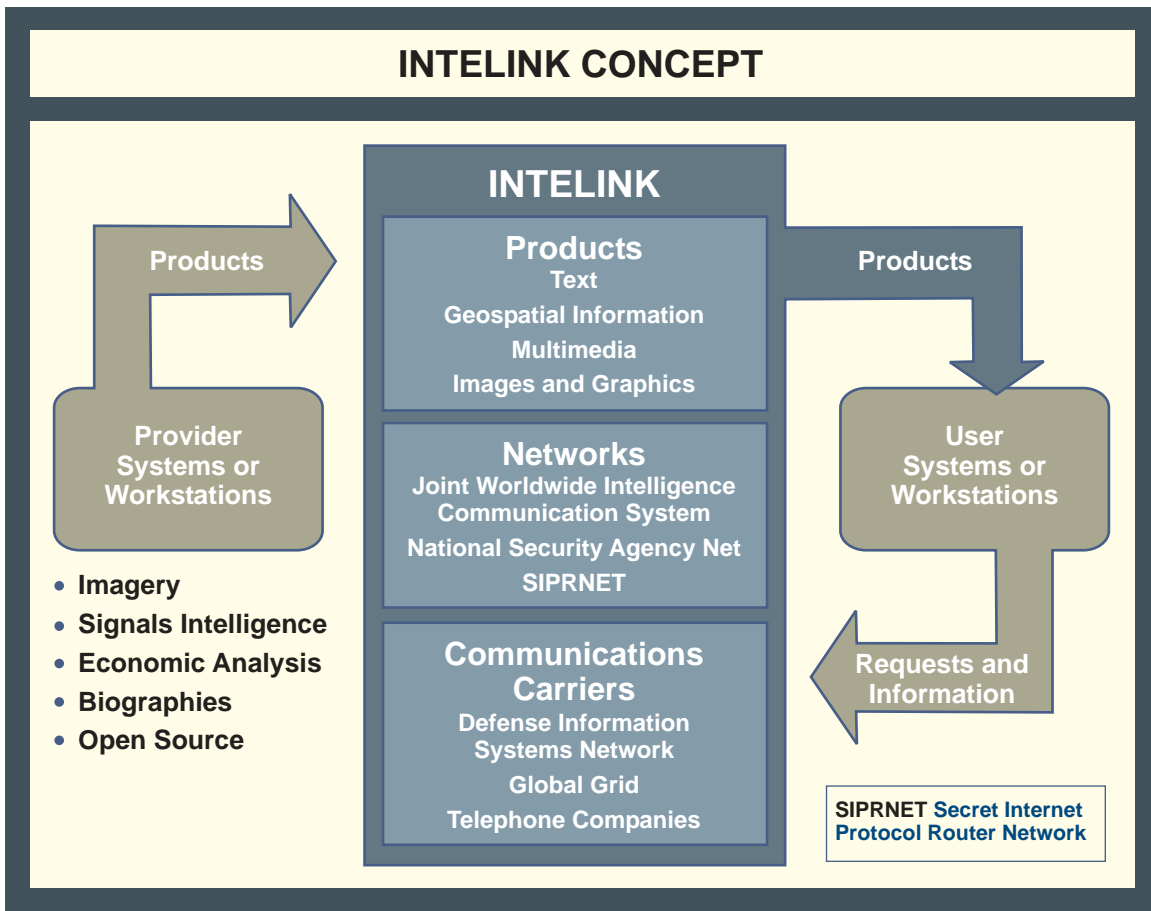 INTELINK CONCEPT
Products
Provider
Systems or
Workstations
• Imagery
• Signals Intelligence
• Economic Analysis
• Biographies
• Open Source
INTELINK
Products
Text
Geospatial Information
Multimedia
Images and Graphics
Networks
Joint Worldwide Intelligence
Communication System
National Security Agency Net
SIPRNET
Communications
Carriers
Defense Information
Systems Network
Global Grid
Telephone Companies
Products
User
Systems or
Workstations
Requests and
Information
SIPRNET Secret Internet
Protocol Router Network